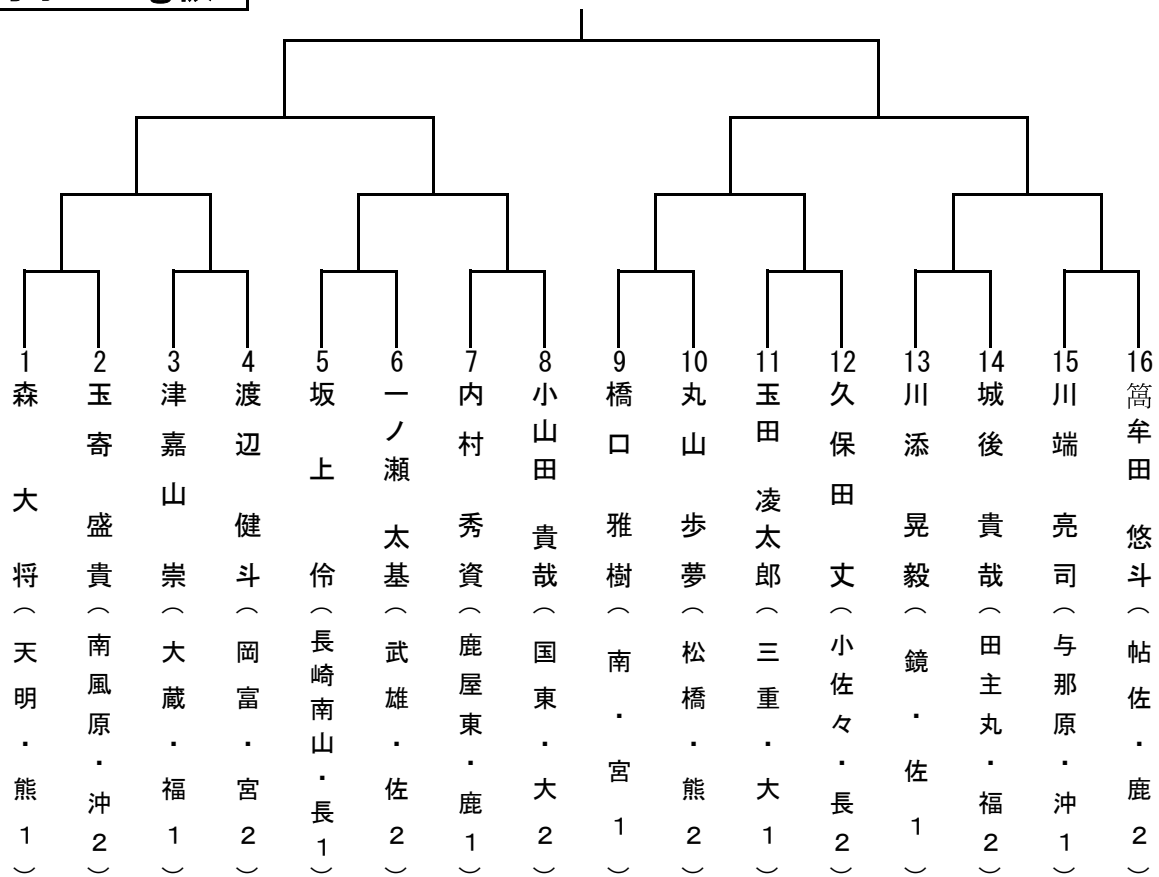 1 森 大 将（天明・熊1）
2 玉寄 盛貴（南風原・沖2）
3 津嘉山 崇（大蔵・福1）
4 渡辺 健斗（岡富・宮2）
5 坂上 伶（長崎南山・長1）
6 一ノ瀬 太基（武雄・佐2）
7 内村 秀資（鹿屋東・鹿1）
8 小山田 貴哉（国東・大2）
9 橋口 雅樹（南・宮1）
10 丸山 歩夢（松橋・熊2）
11 玉田 凌太郎（三重・大1）
12 久保田 丈（小佐々・長2）
13 川添 晃毅（鏡・佐1）
14 城後 貴哉（田主丸・福2）
15 川端 亮司（与那原・沖1）
16 篙牟田 悠斗（帖佐・鹿2）